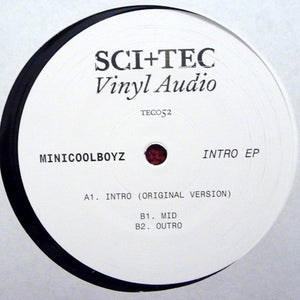 SCI+TEC
Vinyl Audio
TEC052
MINICOOLBOYZ INTRO EP
A1. INTRO (ORIGINAL VERSION)
B1. MID
B2. OUTRO